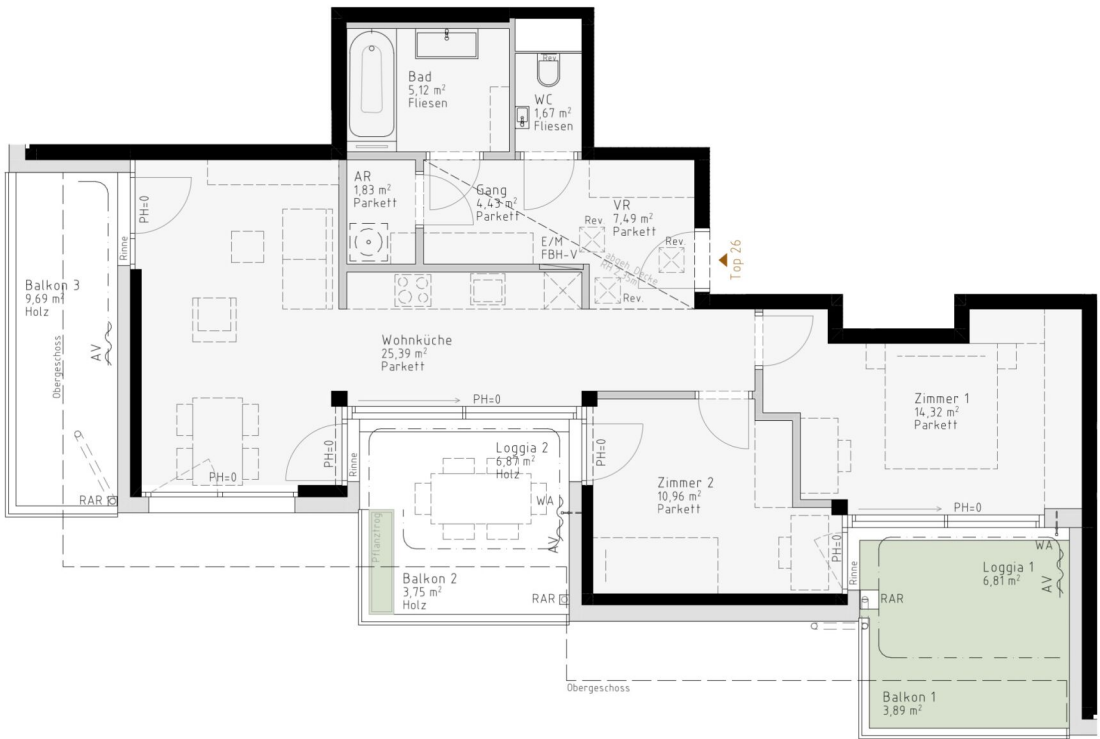 Bad
5,12 m²
Fliesen
Rev.
WC
1,67 m²
Fliesen
AR
1,83 m²
Parkett
Gang
4,43 m²
Parkett
VR
7,49 m²
Parkett
Rev.
Rev.
Rev.
E/M
FBH-V
abgeh. Decke
RH 2,35m
Top 26
PH=0
Rinne
Balkon 3
9,69 m²
Holz
AV
Obergeschoss
RAR
Wohnküche
25,39 m²
Parkett
PH=0
PH=0
PH=0
Rinne
Loggia 2
6,87 m²
Holz
WA
AV
Pflanztrog
Balkon 2
3,75 m²
Holz
RAR
PH=0
Zimmer 2
10,96 m²
Parkett
Zimmer 1
14,32 m²
Parkett
PH=0
PH=0
Rinne
WA
AV
Loggia 1
6,81 m²
RAR
Obergeschoss
Balkon 1
3,89 m²